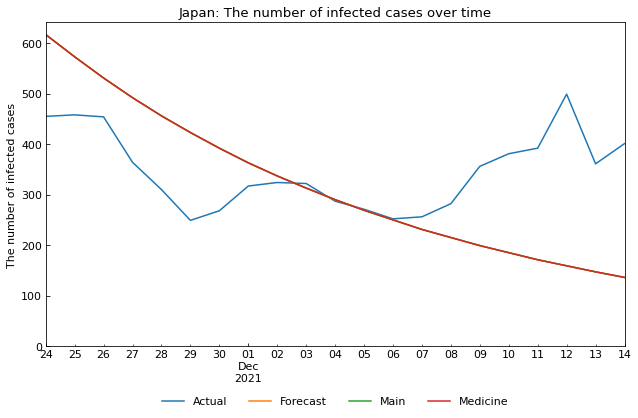 Japan: The number of infected cases over time
The number of infected cases
600
500
400
300
200
100
0
24 25 26 27 28 29 30 01 02 03 04 05 06 07 08 09 10 11 12 13 14
Dec
2021
Actual Forecast Main Medicine